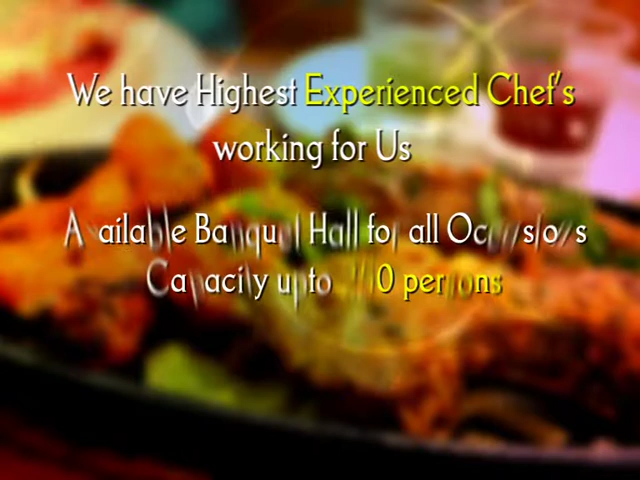 We have Highest Experienced Chef's
working for Us
Available Banquet Hall for all Occasions
Capacity upto persons